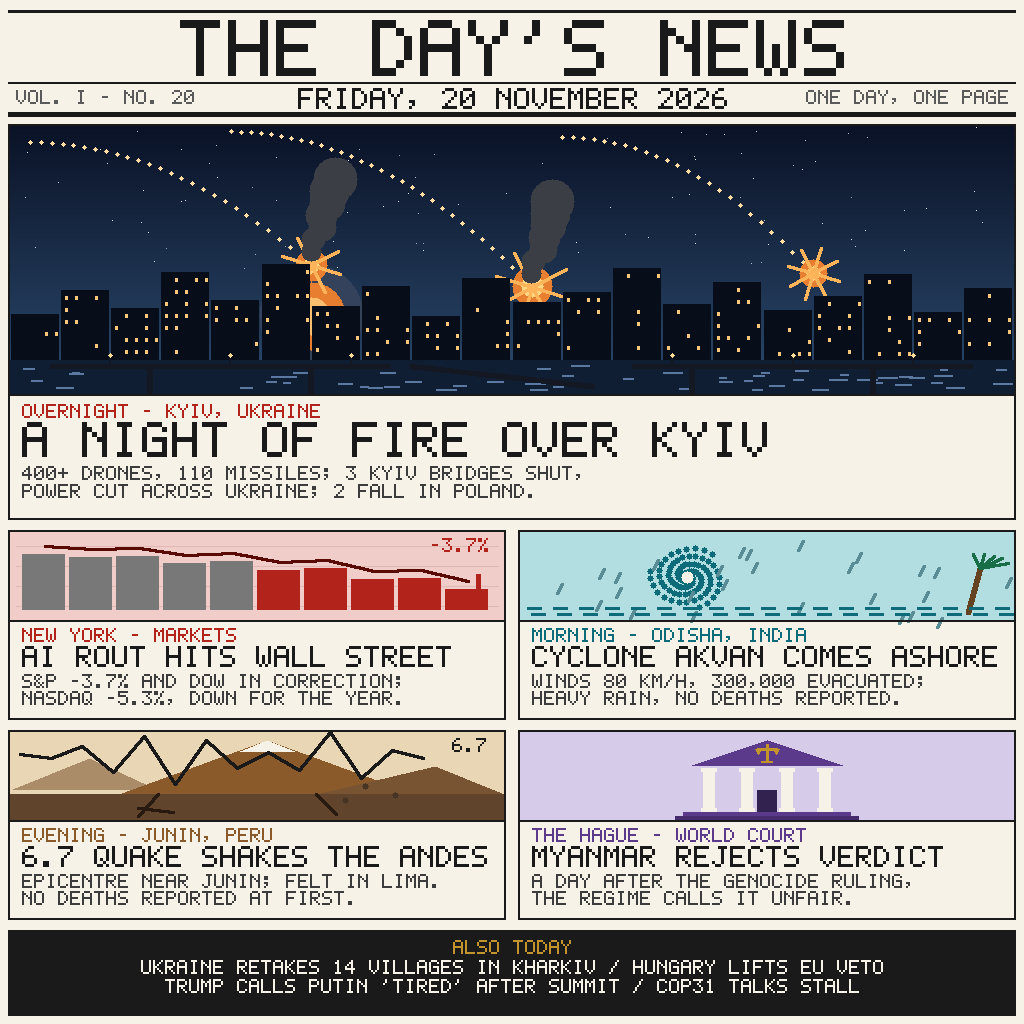 THE DAY'S NEWS
VOL. I - NO. 20
FRIDAY, 20 NOVEMBER 2026
ONE DAY, ONE PAGE
OVERNIGHT - KYIV, UKRAINE
A NIGHT OF FIRE OVER KYIV
400+ DRONES, 110 MISSILES; 3 KYIV BRIDGES SHUT,
POWER CUT ACROSS UKRAINE; 2 FALL IN POLAND.
-3.7%
NEW YORK - MARKETS
AI ROUT HITS WALL STREET
S&P -3.7% AND DOW IN CORRECTION;
NASDAQ -5.3%, DOWN FOR THE YEAR.
MORNING - ODISHA, INDIA
CYCLONE AKVAN COMES ASHORE
WINDS 80 KM/H, 300,000 EVACUATED;
HEAVY RAIN, NO DEATHS REPORTED.
6.7
EVENING - JUNIN, PERU
6.7 QUAKE SHAKES THE ANDES
EPICENTRE NEAR JUNIN; FELT IN LIMA.
NO DEATHS REPORTED AT FIRST.
THE HAGUE - WORLD COURT
MYANMAR REJECTS VERDICT
A DAY AFTER THE GENOCIDE RULING,
THE REGIME CALLS IT UNFAIR.
ALSO TODAY
UKRAINE RETAKES 14 VILLAGES IN KHARKIV / HUNGARY LIFTS EU VETO
TRUMP CALLS PUTIN 'TIRED' AFTER SUMMIT / COP31 TALKS STALL